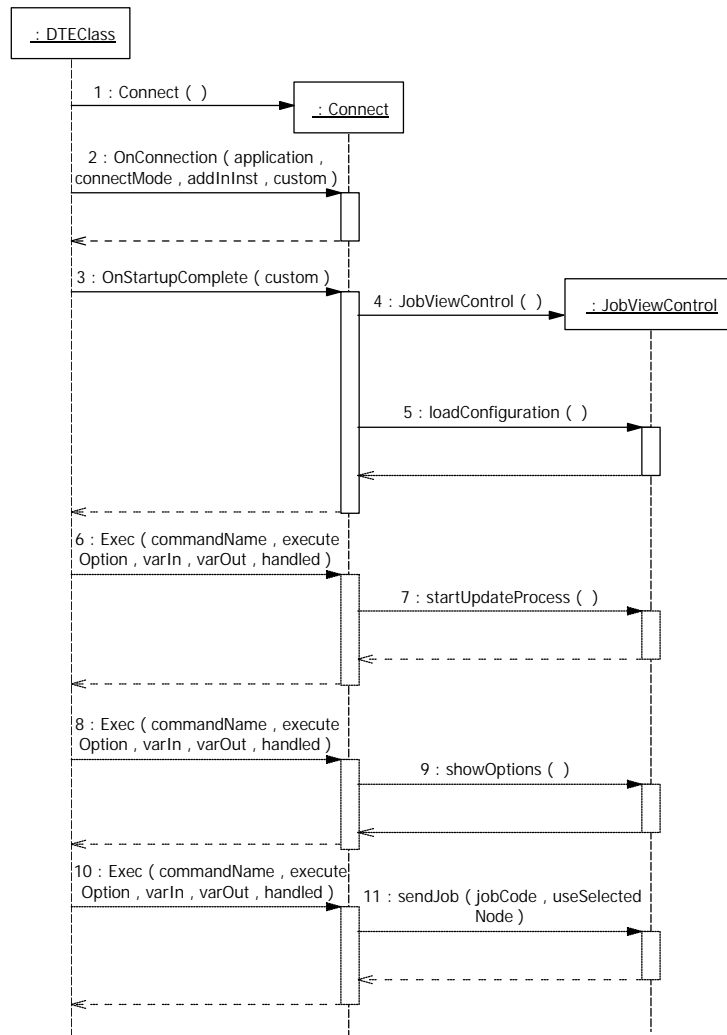 : DTEClass
1 : Connect ( )
: Connect
2 : OnConnection ( application ,
connectMode , addInInst , custom )
3 : OnStartupComplete ( custom )
4 : JobViewControl ( )
: JobViewControl
5 : loadConfiguration ( )
6 : Exec ( commandName , execute
Option , varIn , varOut , handled )
7 : startUpdateProcess ( )
8 : Exec ( commandName , execute
Option , varIn , varOut , handled )
9 : showOptions ( )
10 : Exec ( commandName , execute
Option , varIn , varOut , handled )
11 : sendJob ( jobCode , useSelected
Node )